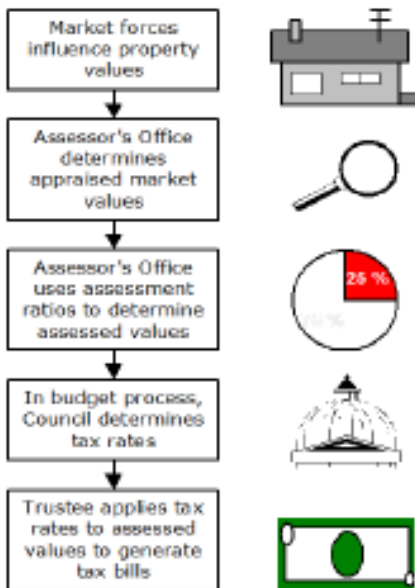 Market forces
influence property
values
Assessor's Office
determines
appraised market
values
Assessor's Office
uses assessment
ratios to determine
assessed values
25 %
In budget process,
Council determines
tax rates
Trustee applies tax
rates to assessed
values to generate
tax bills